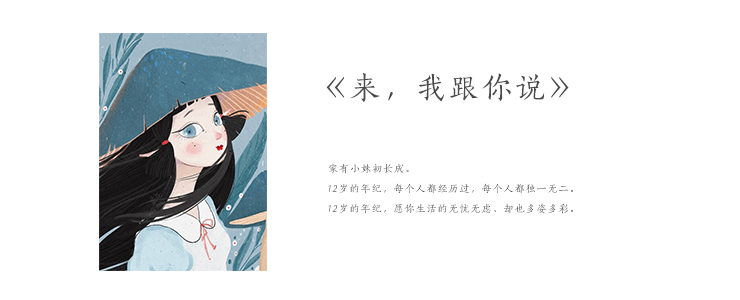 《来，我跟你说》
家有小妹初长成。
12岁的年纪，每个人都经历过，每个人都独一无二。
12岁的年纪，愿你生活的无忧无虑、却也多姿多彩。